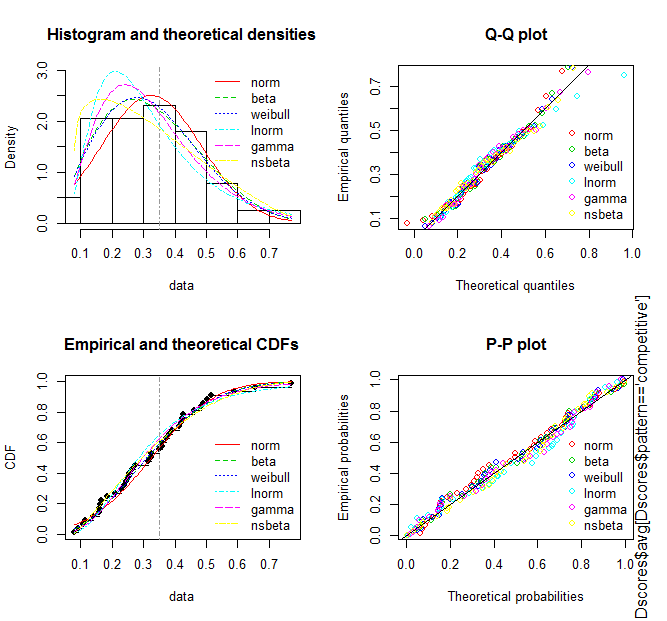 Histogram and theoretical densities
Density
3.0
2.0
1.0
0.0
norm
beta
weibull
lnorm
gamma
nsbeta
0.1 0.2 0.3 0.4 0.5 0.6 0.7
data
Q-Q plot
Empirical quantiles
0.7
0.5
0.3
0.1
norm
beta
weibull
lnorm
gamma
nsbeta
0.0 0.2 0.4 0.6 0.8 1.0
Theoretical quantiles
Empirical and theoretical CDFs
CDF
1.0
0.8
0.6
0.4
0.2
0.0
norm
beta
weibull
lnorm
gamma
nsbeta
0.1 0.2 0.3 0.4 0.5 0.6 0.7
data
P-P plot
Empirical probabilities
1.0
0.8
0.6
0.4
0.2
0.0
norm
beta
weibull
lnorm
gamma
nsbeta
0.0 0.2 0.4 0.6 0.8 1.0
Theoretical probabilities
Dscores$avg[Dscores$pattern=='competitive']